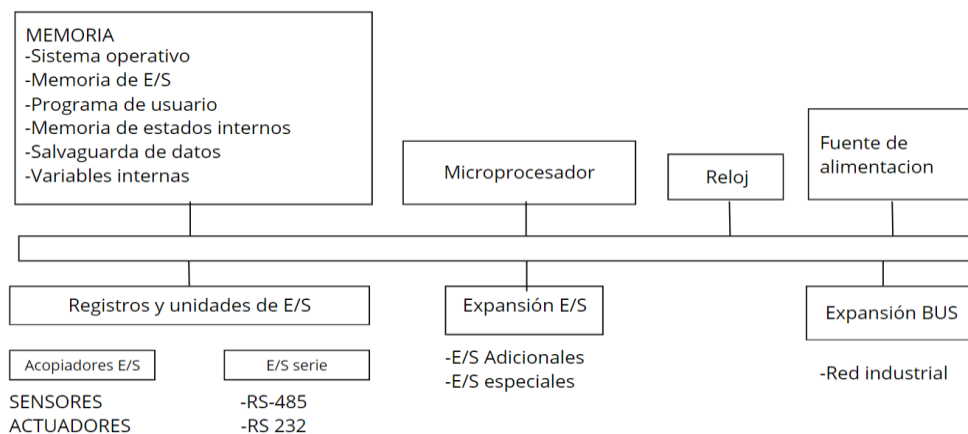 MEMORIA
-Sistema operativo
-Memoria de E/S
-Programa de usuario
-Memoria de estados internos
-Salvaguarda de datos
-Variables internas
Microprocesador
Reloj
Fuente de
alimentacion
Registros y unidades de E/S
Expansión E/S
Expansión BUS
Acopiadores E/S
E/S serie
-E/S Adicionales
-E/S especiales
-Red industrial
SENSORES
ACTUADORES
-RS-485
-RS 232